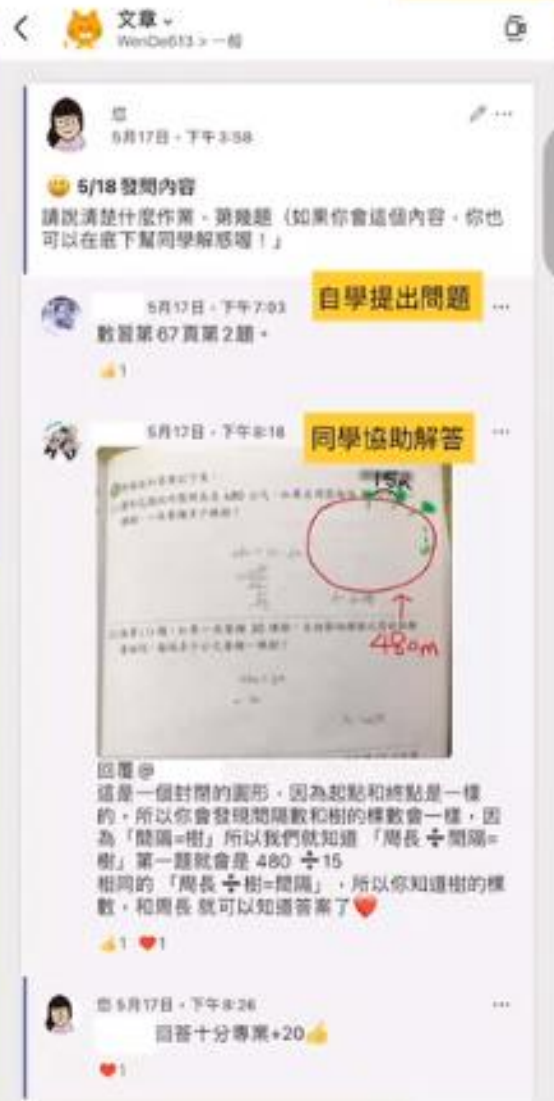 文章
WenDe613 > 一般
您
5月17日・下午3:58
5/18 發問內容
請說清楚什麼作業、第幾題（如果你會這個內容，你也
可以在底下幫同學解惑喔！」
自學提出問題
5月17日・下午7:03
數習第67頁第2題。
1
同學協助解答
5月17日・下午8:18
15m
480m
回覆@
這是一個封閉的圓形，因為起點和終點是一樣
的，所以你會發現間隔數和樹的棵數會一樣，因
為「間隔=樹」所以我們就知道 「周長➗間隔=
樹」第一題就會是 480 ➗15
相同的 「周長➗樹=間隔」，所以你知道樹的棵
數，和周長 就可以知道答案了❤️
1 1
您 5月17日・下午8:26
回答十分專業+20👍
1